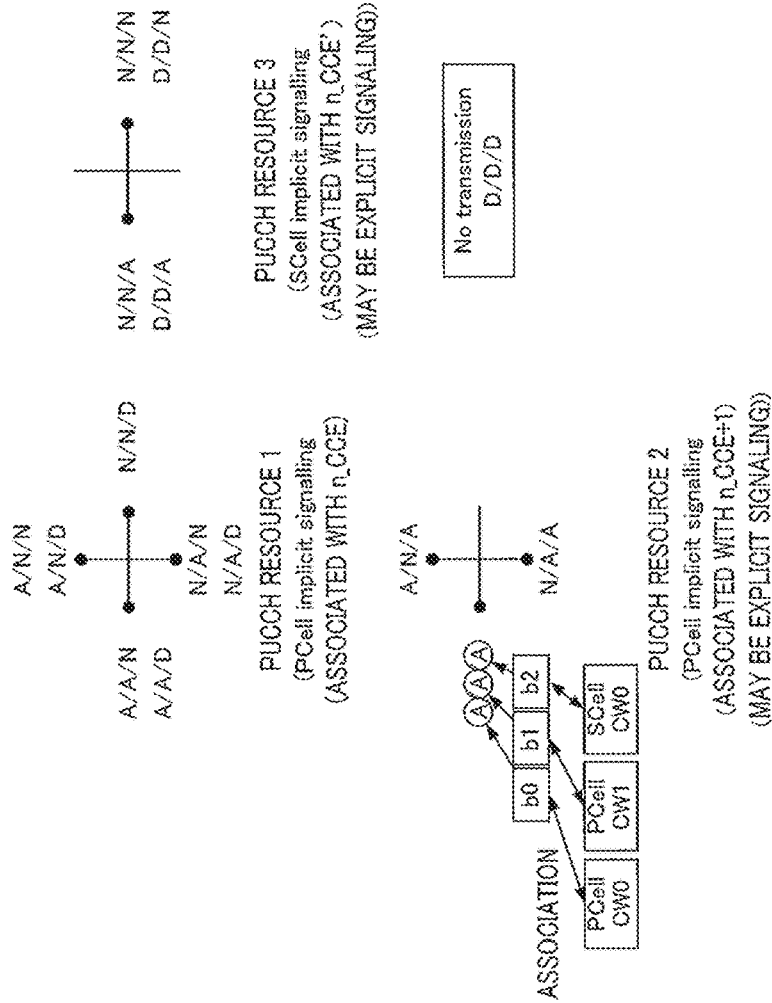 A/N/N
A/N/D
A/A/N
A/A/D
N/N/D
N/A/N
N/A/D
PUCCH RESOURCE 1
(PCell implicit signalling
(ASSOCIATED WITH n_CCE)
N/N/A
D/D/A
N/N/N
D/D/N
PUCCH RESOURCE 3
(SCell implicit signalling
(ASSOCIATED WITH n_CCE')
(MAY BE EXPLICIT SIGNALING))
A/N/A
A A A
N/A/A
b0 b1 b2
ASSOCIATION
PCell
CW0
PCell
CW1
SCell
CW0
PUCCH RESOURCE 2
(PCell implicit signalling
(ASSOCIATED WITH n_CCE+1)
(MAY BE EXPLICIT SIGNALING))
No transmission
D/D/D